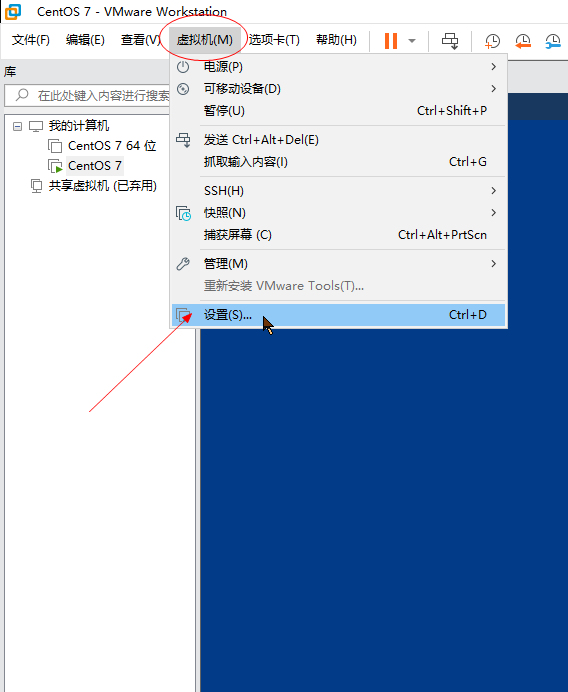 CentOS 7 - VMware Workstation
文件(F) 编辑(E) 查看(V) 虚拟机(M) 选项卡(T) 帮助(H)
库
在此处键入内容进行搜索
我的计算机
CentOS 7 64 位
CentOS 7
共享虚拟机 (已弃用)
电源(P)
可移动设备(D)
暂停(U) Ctrl+Shift+P
发送 Ctrl+Alt+Del(E)
抓取输入内容(I) Ctrl+G
SSH(H)
快照(N)
捕获屏幕 (C) Ctrl+Alt+PrtScn
管理(M)
重新安装 VMware Tools(T)...
设置(S)... Ctrl+D